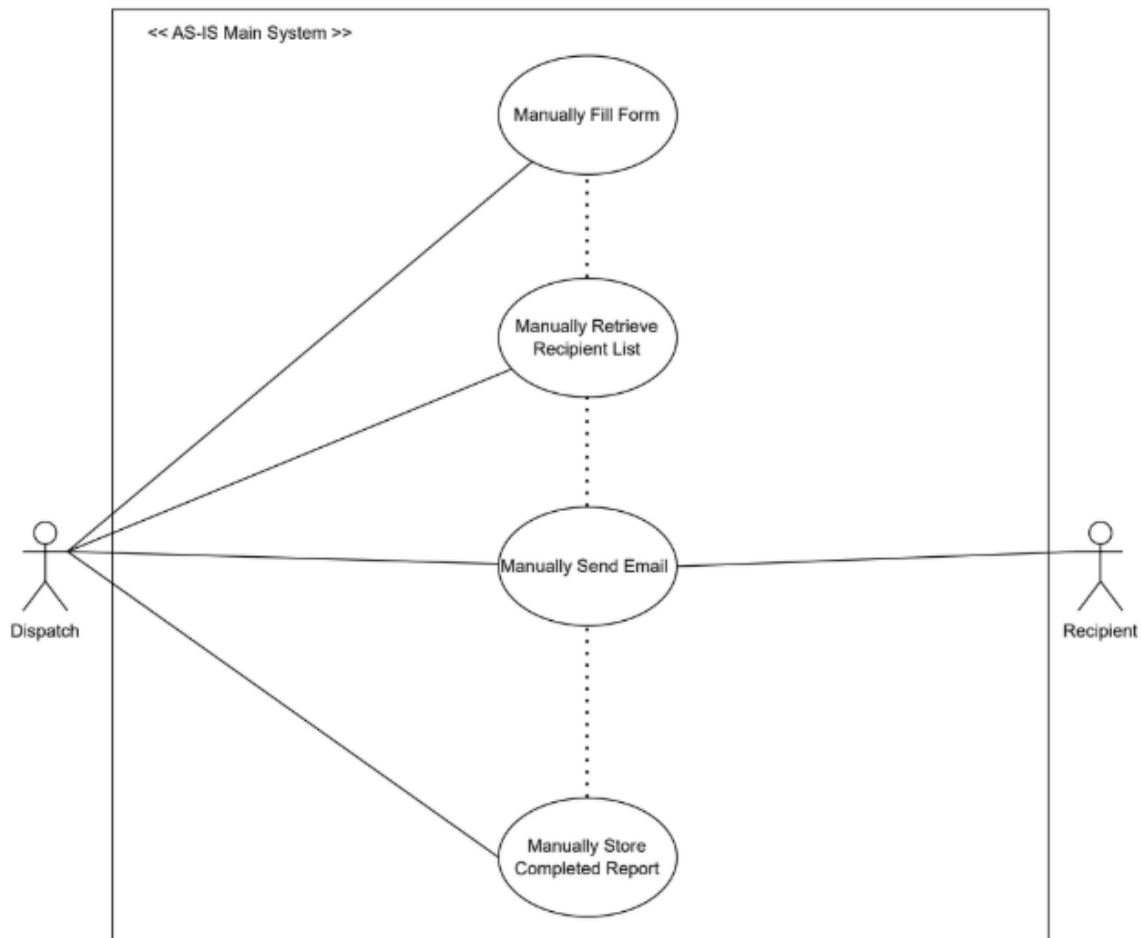 << AS-IS Main System >>
Manually Fill Form
Manually Retrieve
Recipient List
Manually Send Email
Dispatch
Recipient
Manually Store
Completed Report